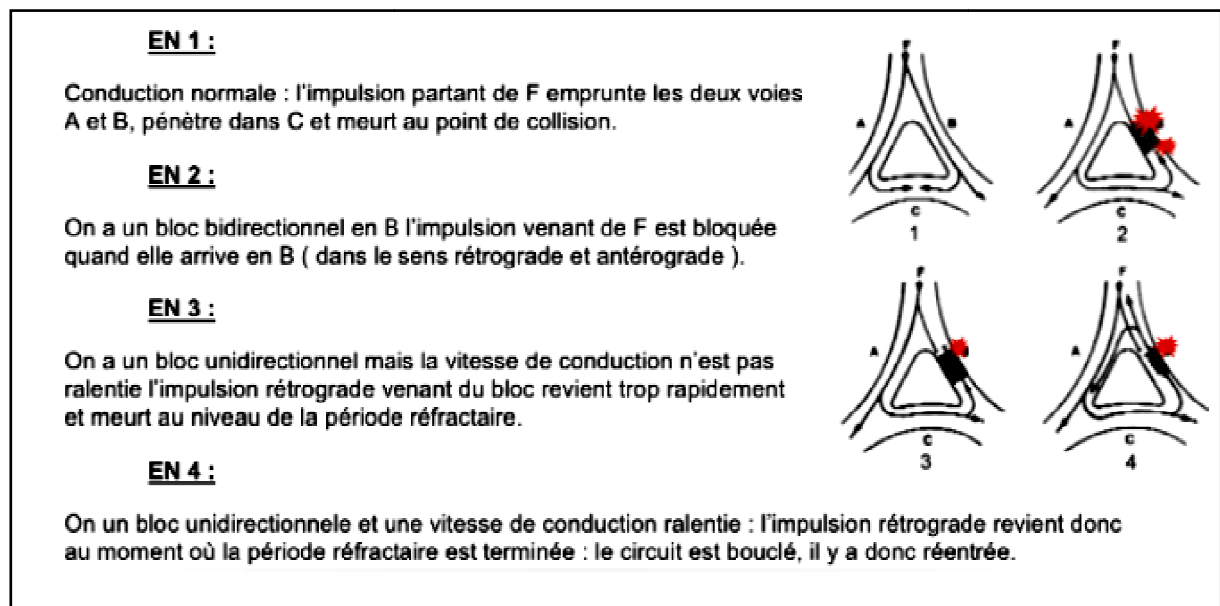 EN 1 :
Conduction normale : l'impulsion partant de F emprunte les deux voies
A et B, pénètre dans C et meurt au point de collision.
EN 2 :
On a un bloc bidirectionnel en B l'impulsion venant de F est bloquée
quand elle arrive en B ( dans le sens rétrograde et antérograde ).
EN 3 :
On a un bloc unidirectionnel mais la vitesse de conduction n'est pas
ralentie l'impulsion rétrograde venant du bloc revient trop rapidement
et meurt au niveau de la période réfractaire.
EN 4 :
On un bloc unidirectionnele et une vitesse de conduction ralentie : l'impulsion rétrograde revient donc
au moment où la période réfractaire est terminée : le circuit est bouclé, il y a donc réentrée.
F
A B
C
1
F
A
C
2
F
A
C
3
F
A
C
4